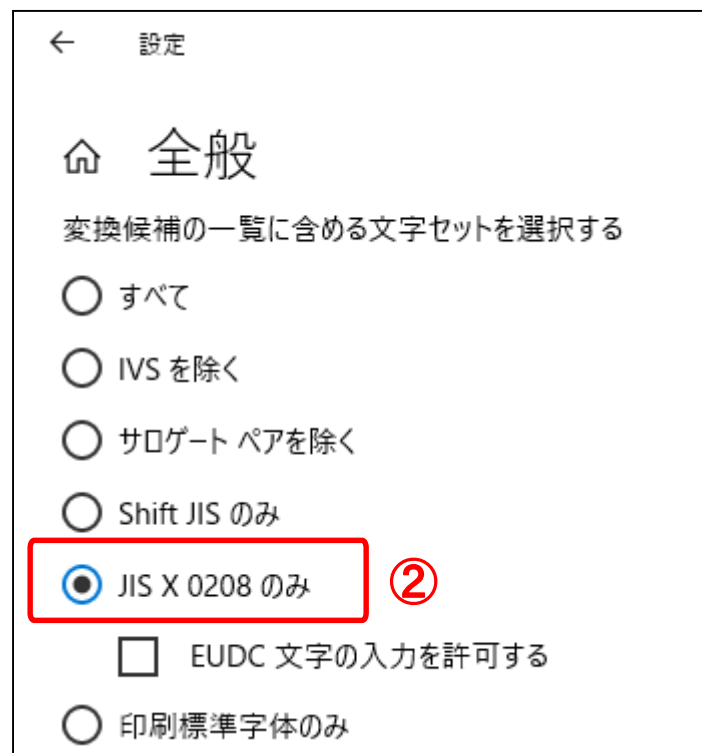 設定
全般
変換候補の一覧に含める文字セットを選択する
すべて
IVS を除く
サロゲート ペアを除く
Shift JIS のみ
JIS X 0208 のみ ②
EUDC 文字の入力を許可する
印刷標準字体のみ